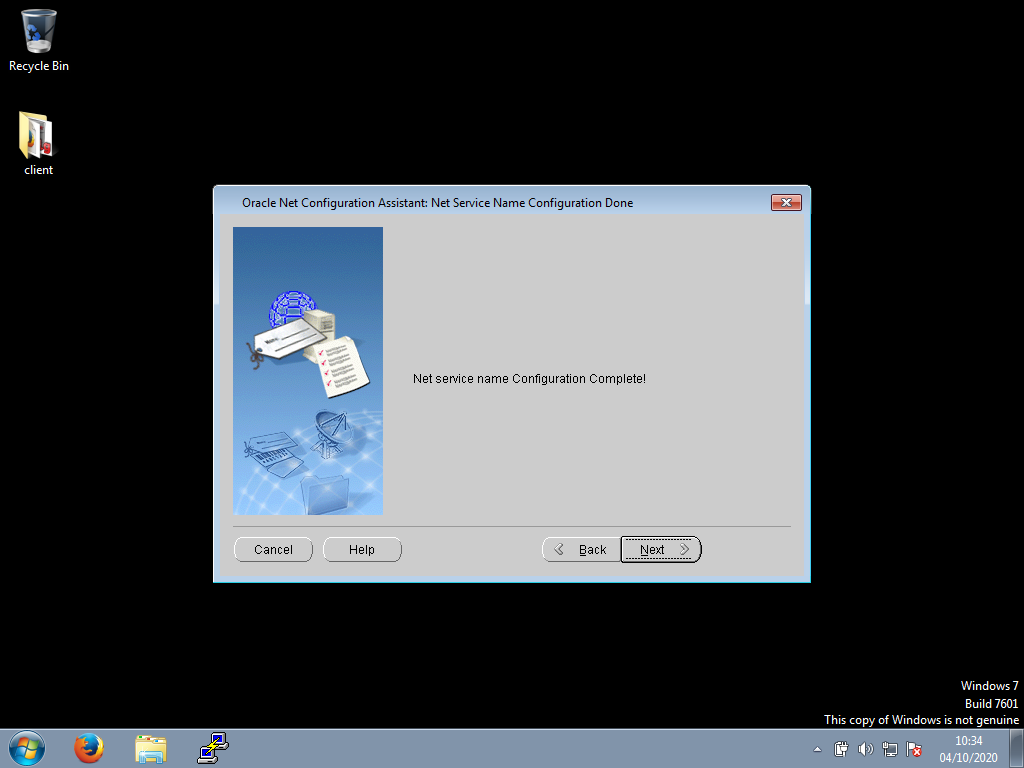 Recycle Bin
client
Oracle Net Configuration Assistant: Net Service Name Configuration Done
Net service name Configuration Complete!
Cancel
Help
Back
Next
Windows 7
Build 7601
This copy of Windows is not genuine
10:34
04/10/2020